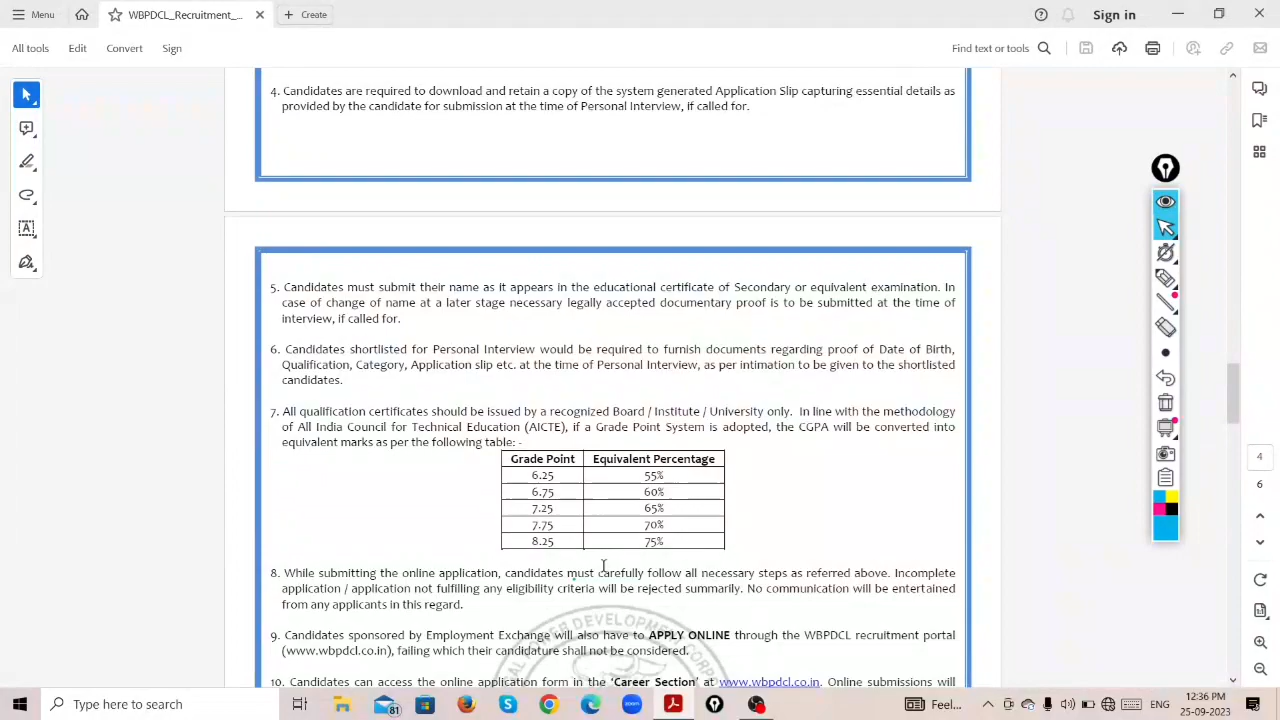 Menu
WBPDCL_Recruitment_...
Create
Sign in
All tools
Edit
Convert
Sign
Find text or tools
4. Candidates are required to download and retain a copy of the system generated Application Slip capturing essential details as
provided by the candidate for submission at the time of Personal Interview, if called for.
5. Candidates must submit their name as it appears in the educational certificate of Secondary or equivalent examination. In
case of change of name at a later stage necessary legally accepted documentary proof is to be submitted at the time of
interview, if called for.
6. Candidates shortlisted for Personal Interview would be required to furnish documents regarding proof of Date of Birth,
Qualification, Category, Application slip etc. at the time of Personal Interview, as per intimation to be given to the shortlisted
candidates.
7. All qualification certificates should be issued by a recognized Board / Institute / University only. In line with the methodology
of All India Council for Technical Education (AICTE), if a Grade Point System is adopted, the CGPA will be converted into
equivalent marks as per the following table: -
Grade Point Equivalent Percentage
6.25 55%
6.75 60%
7.25 65%
7.75 70%
8.25 75%
8. While submitting the online application, candidates must carefully follow all necessary steps as referred above. Incomplete
application / application not fulfilling any eligibility criteria will be rejected summarily. No communication will be entertained
from any applicants in this regard.
9. Candidates sponsored by Employment Exchange will also have to APPLY ONLINE through the WBPDCL recruitment portal
(www.wbpdcl.co.in), failing which their candidature shall not be considered.
10. Candidates can access the online application form in the 'Career Section' at www.wbpdcl.co.in. Online submissions will
4
6
Type here to search
81
zoom
Feel...
ENG
12:36 PM
25-09-2023